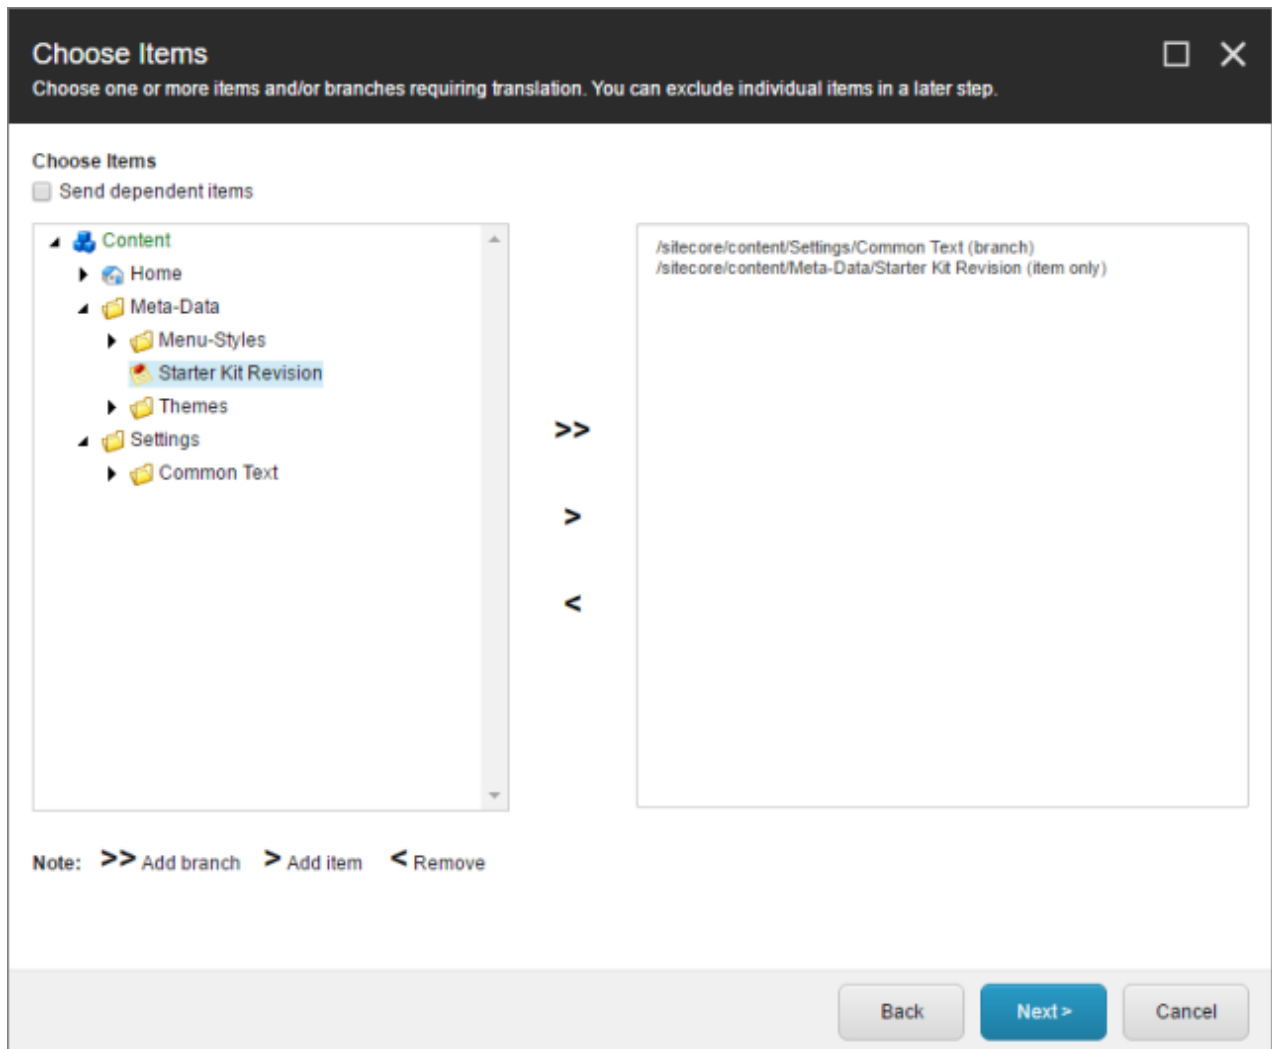 Choose Items
Choose one or more items and/or branches requiring translation. You can exclude individual items in a later step.
Choose Items
Send dependent items
Content
Home
Meta-Data
Menu-Styles
Starter Kit Revision
Themes
Settings
Common Text
>>
>
<
/sitecore/content/Settings/Common Text (branch)
/sitecore/content/Meta-Data/Starter Kit Revision (item only)
Note: >> Add branch > Add item < Remove
Back Next > Cancel